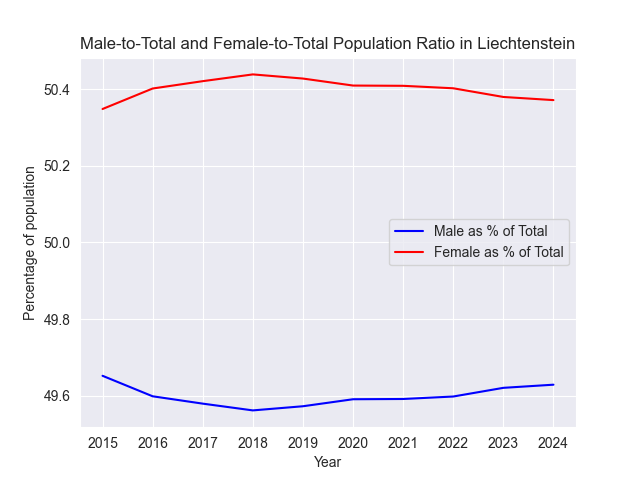 Male-to-Total and Female-to-Total Population Ratio in Liechtenstein
Percentage of population
50.4
50.2
50.0
49.8
49.6
Male as % of Total
Female as % of Total
2015 2016 2017 2018 2019 2020 2021 2022 2023 2024
Year